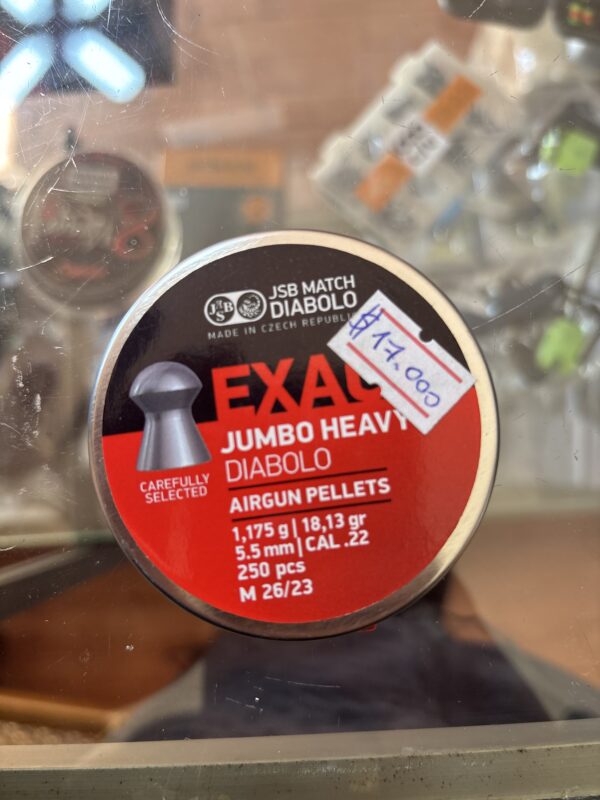 JSB
JSB MATCH
DIABOLO
MADE IN CZECH REPUBLIC
$17.000
JUMBO HEAVY
DIABOLO
CAREFULLY
SELECTED
AIRGUN PELLETS
1,175 g | 18,13 gr
5.5 mm | CAL .22
250 pcs
M 26/23